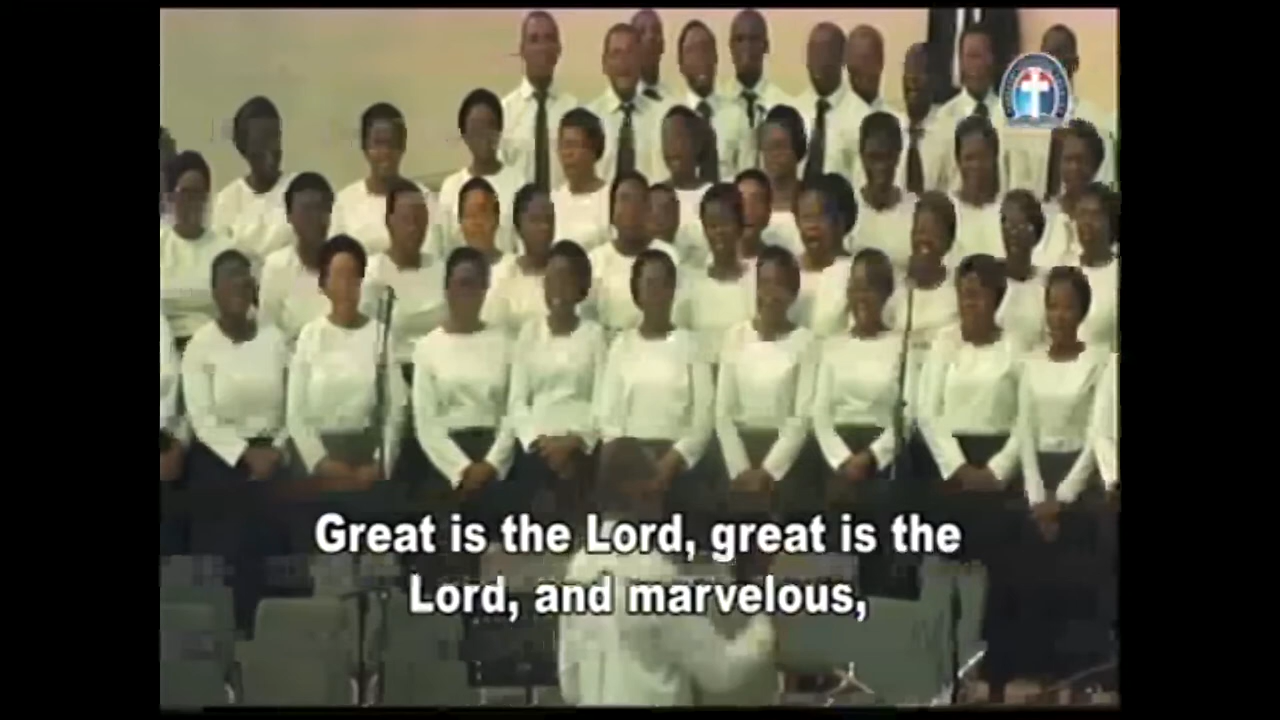 Great is the Lord, great is the
Lord, and marvelous,